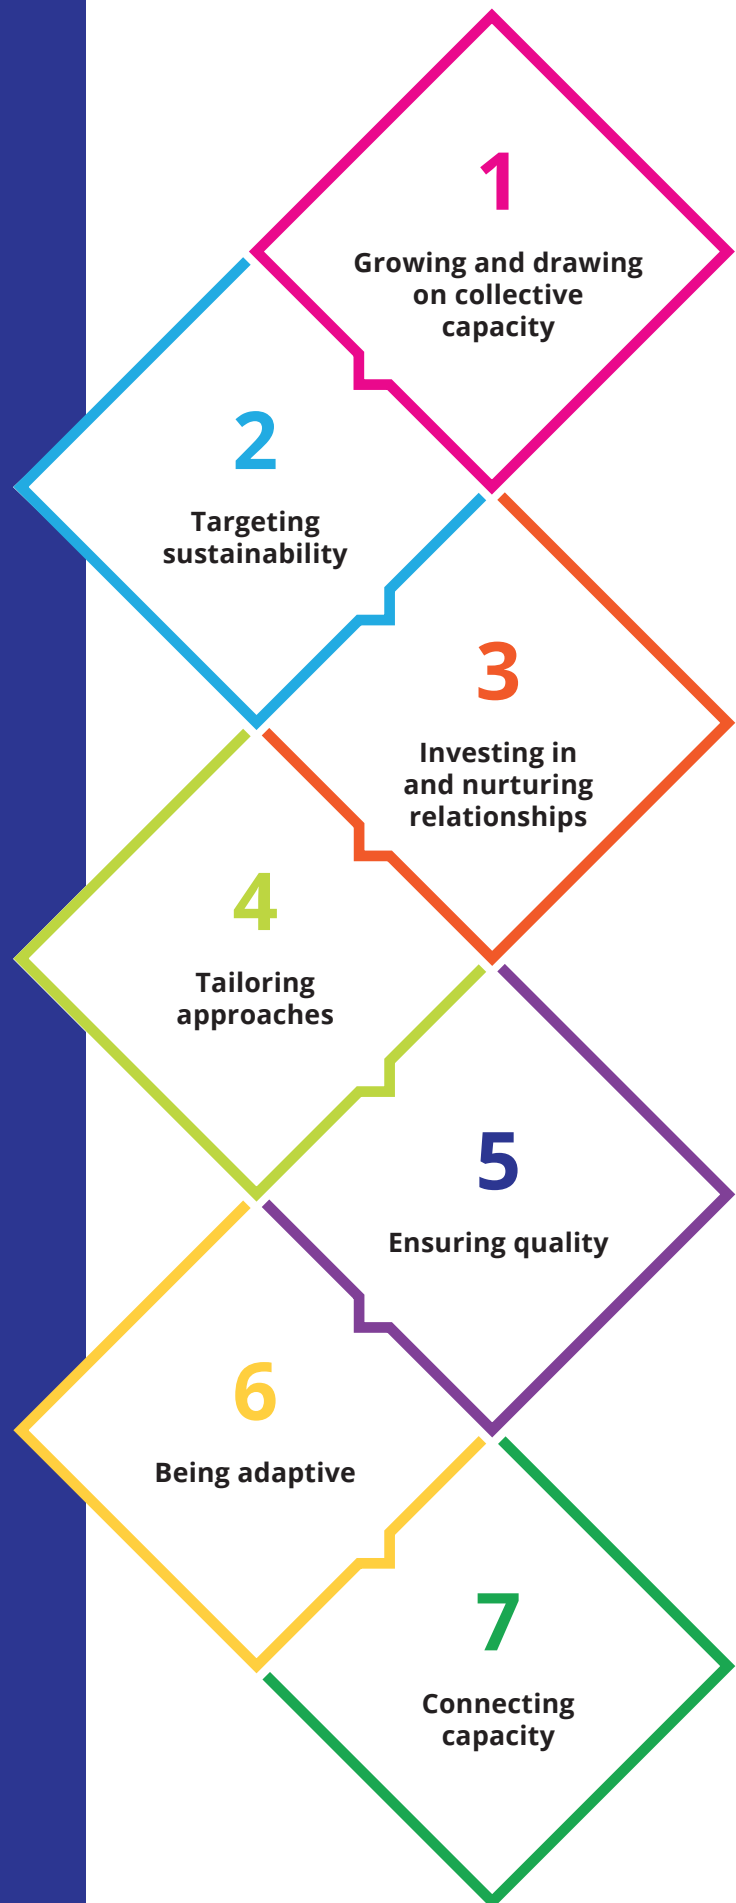 1
Growing and drawing
on collective
capacity
2
Targeting
sustainability
3
Investing in
and nurturing
relationships
4
Tailoring
approaches
5
Ensuring quality
6
Being adaptive
7
Connecting
capacity